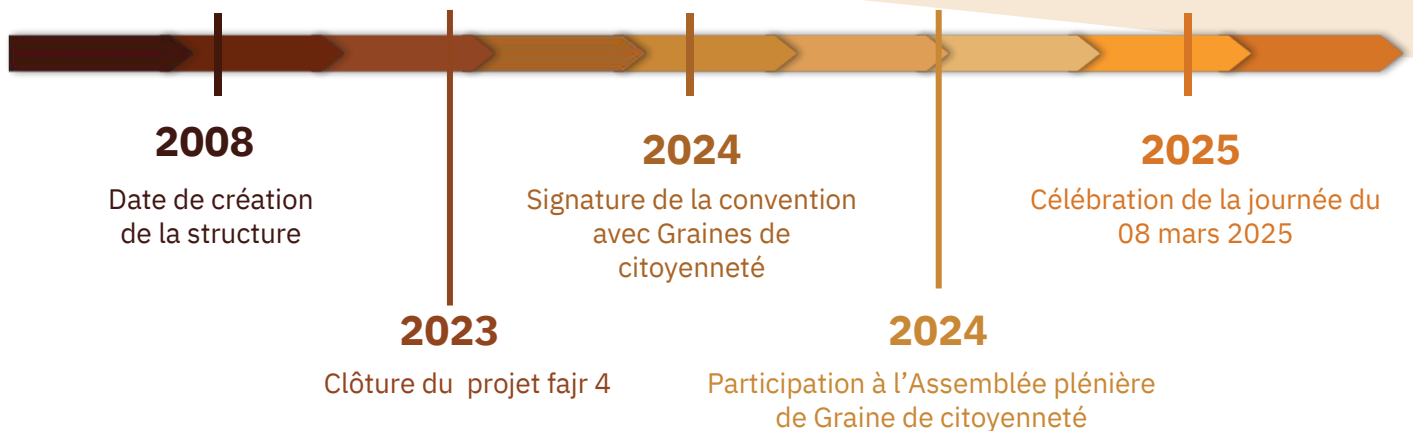 2008
Date de création
de la structure
2023
Clôture du  projet fajr 4
2024
Signature de la convention
avec Graines de
citoyenneté
2024
Participation à l’Assemblée plénière
de Graine de citoyenneté
2025
Célébration de la journée du
08 mars 2025